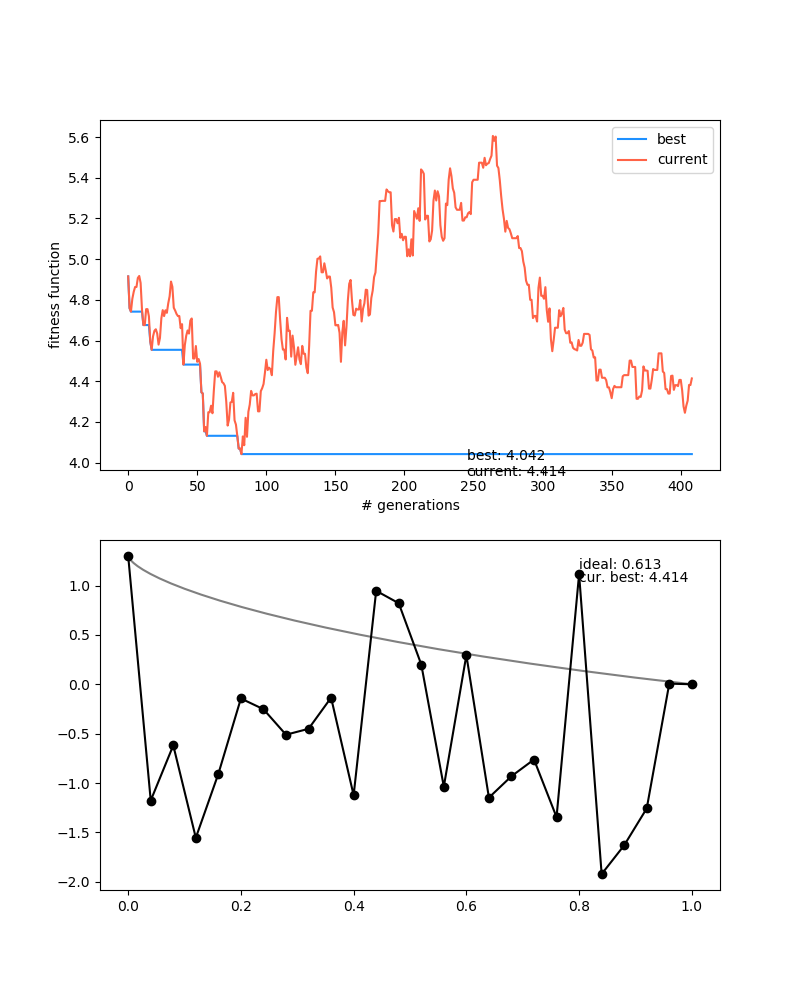 5.6
5.4
5.2
5.0
4.8
4.6
4.4
4.2
4.0
fitness function
best
current
best: 4.042
current: 4.414
0 50 100 150 200 250 300 350 400
# generations
ideal: 0.613
cur. best: 4.414
1.0
0.5
0.0
−0.5
−1.0
−1.5
−2.0
0.0 0.2 0.4 0.6 0.8 1.0